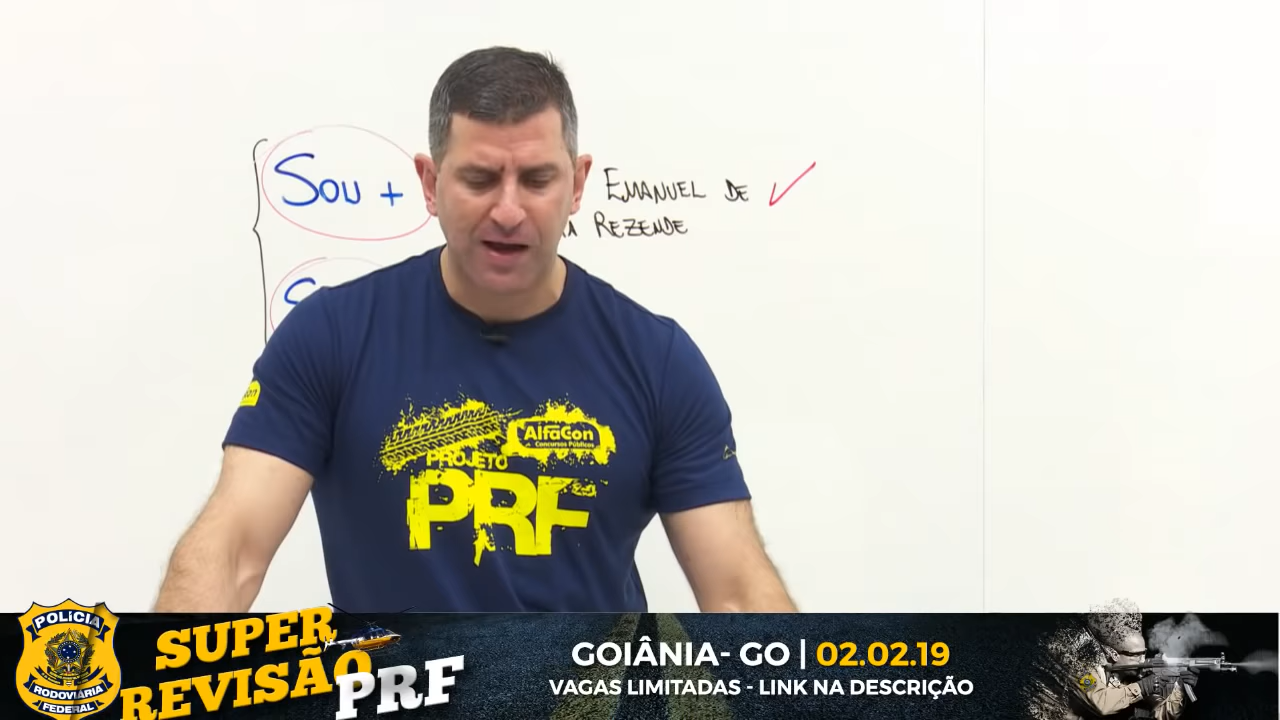 SOU +
EMANUEL DE
REZENDE
AlfaCon
Concursos Públicos
PROJETO
PRF
POLÍCIA
RODOVIÁRIA
FEDERAL
SUPER
REVISÃO
PRF
GOIÂNIA- GO | 02.02.19
VAGAS LIMITADAS - LINK NA DESCRIÇÃO